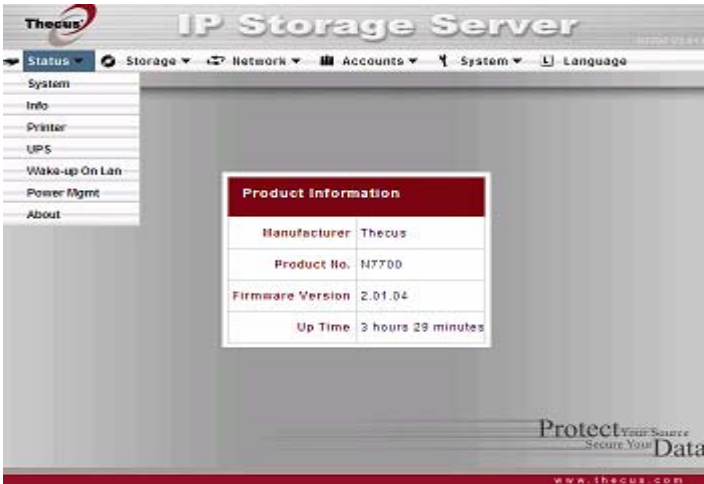 Thecus
IP Storage Server
Status Storage Network Accounts System Language
System
Info
Printer
UPS
Wake-up On Lan
Power Mgmt
About
Product Information
Manufacturer Thecus
Product No. N7700
Firmware Version 2.01.04
Up Time 3 hours 29 minutes
Protect Your Source
Secure Your Data
www.thecus.com